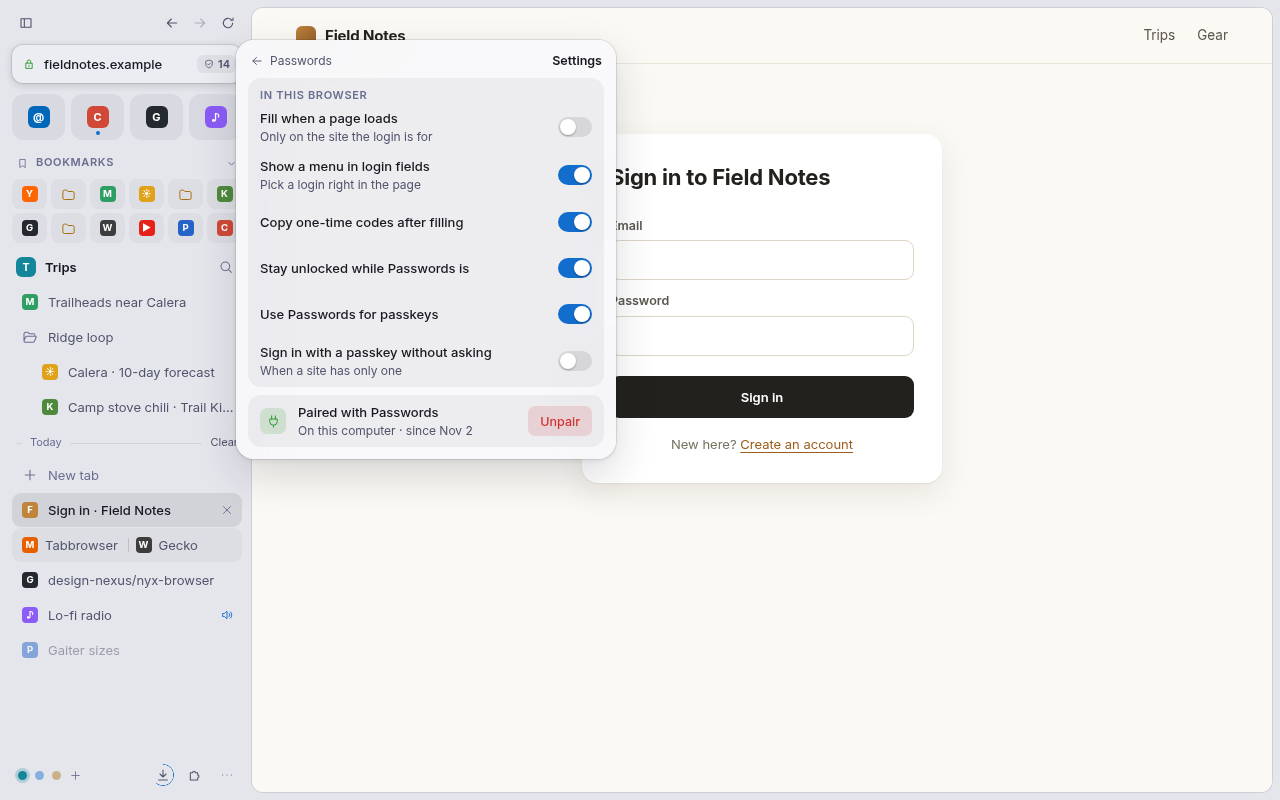 Field Notes
Trips
Gear
fieldnotes.example
14
Passwords
Settings
IN THIS BROWSER
Fill when a page loads
Only on the site the login is for
Show a menu in login fields
Pick a login right in the page
Copy one-time codes after filling
Stay unlocked while Passwords is
Use Passwords for passkeys
Sign in with a passkey without asking
When a site has only one
Paired with Passwords
On this computer · since Nov 2
Unpair
@
C
G
BOOKMARKS
Y
M
K
G
W
P
C
T
Trips
M
Trailheads near Calera
Ridge loop
Calera · 10-day forecast
K
Camp stove chili · Trail Ki...
Today
Clear
New tab
F
Sign in · Field Notes
M
Tabbrowser
W
Gecko
G
design-nexus/nyx-browser
Lo-fi radio
P
Gaiter sizes
Sign in to Field Notes
Email
Password
Sign in
New here? Create an account